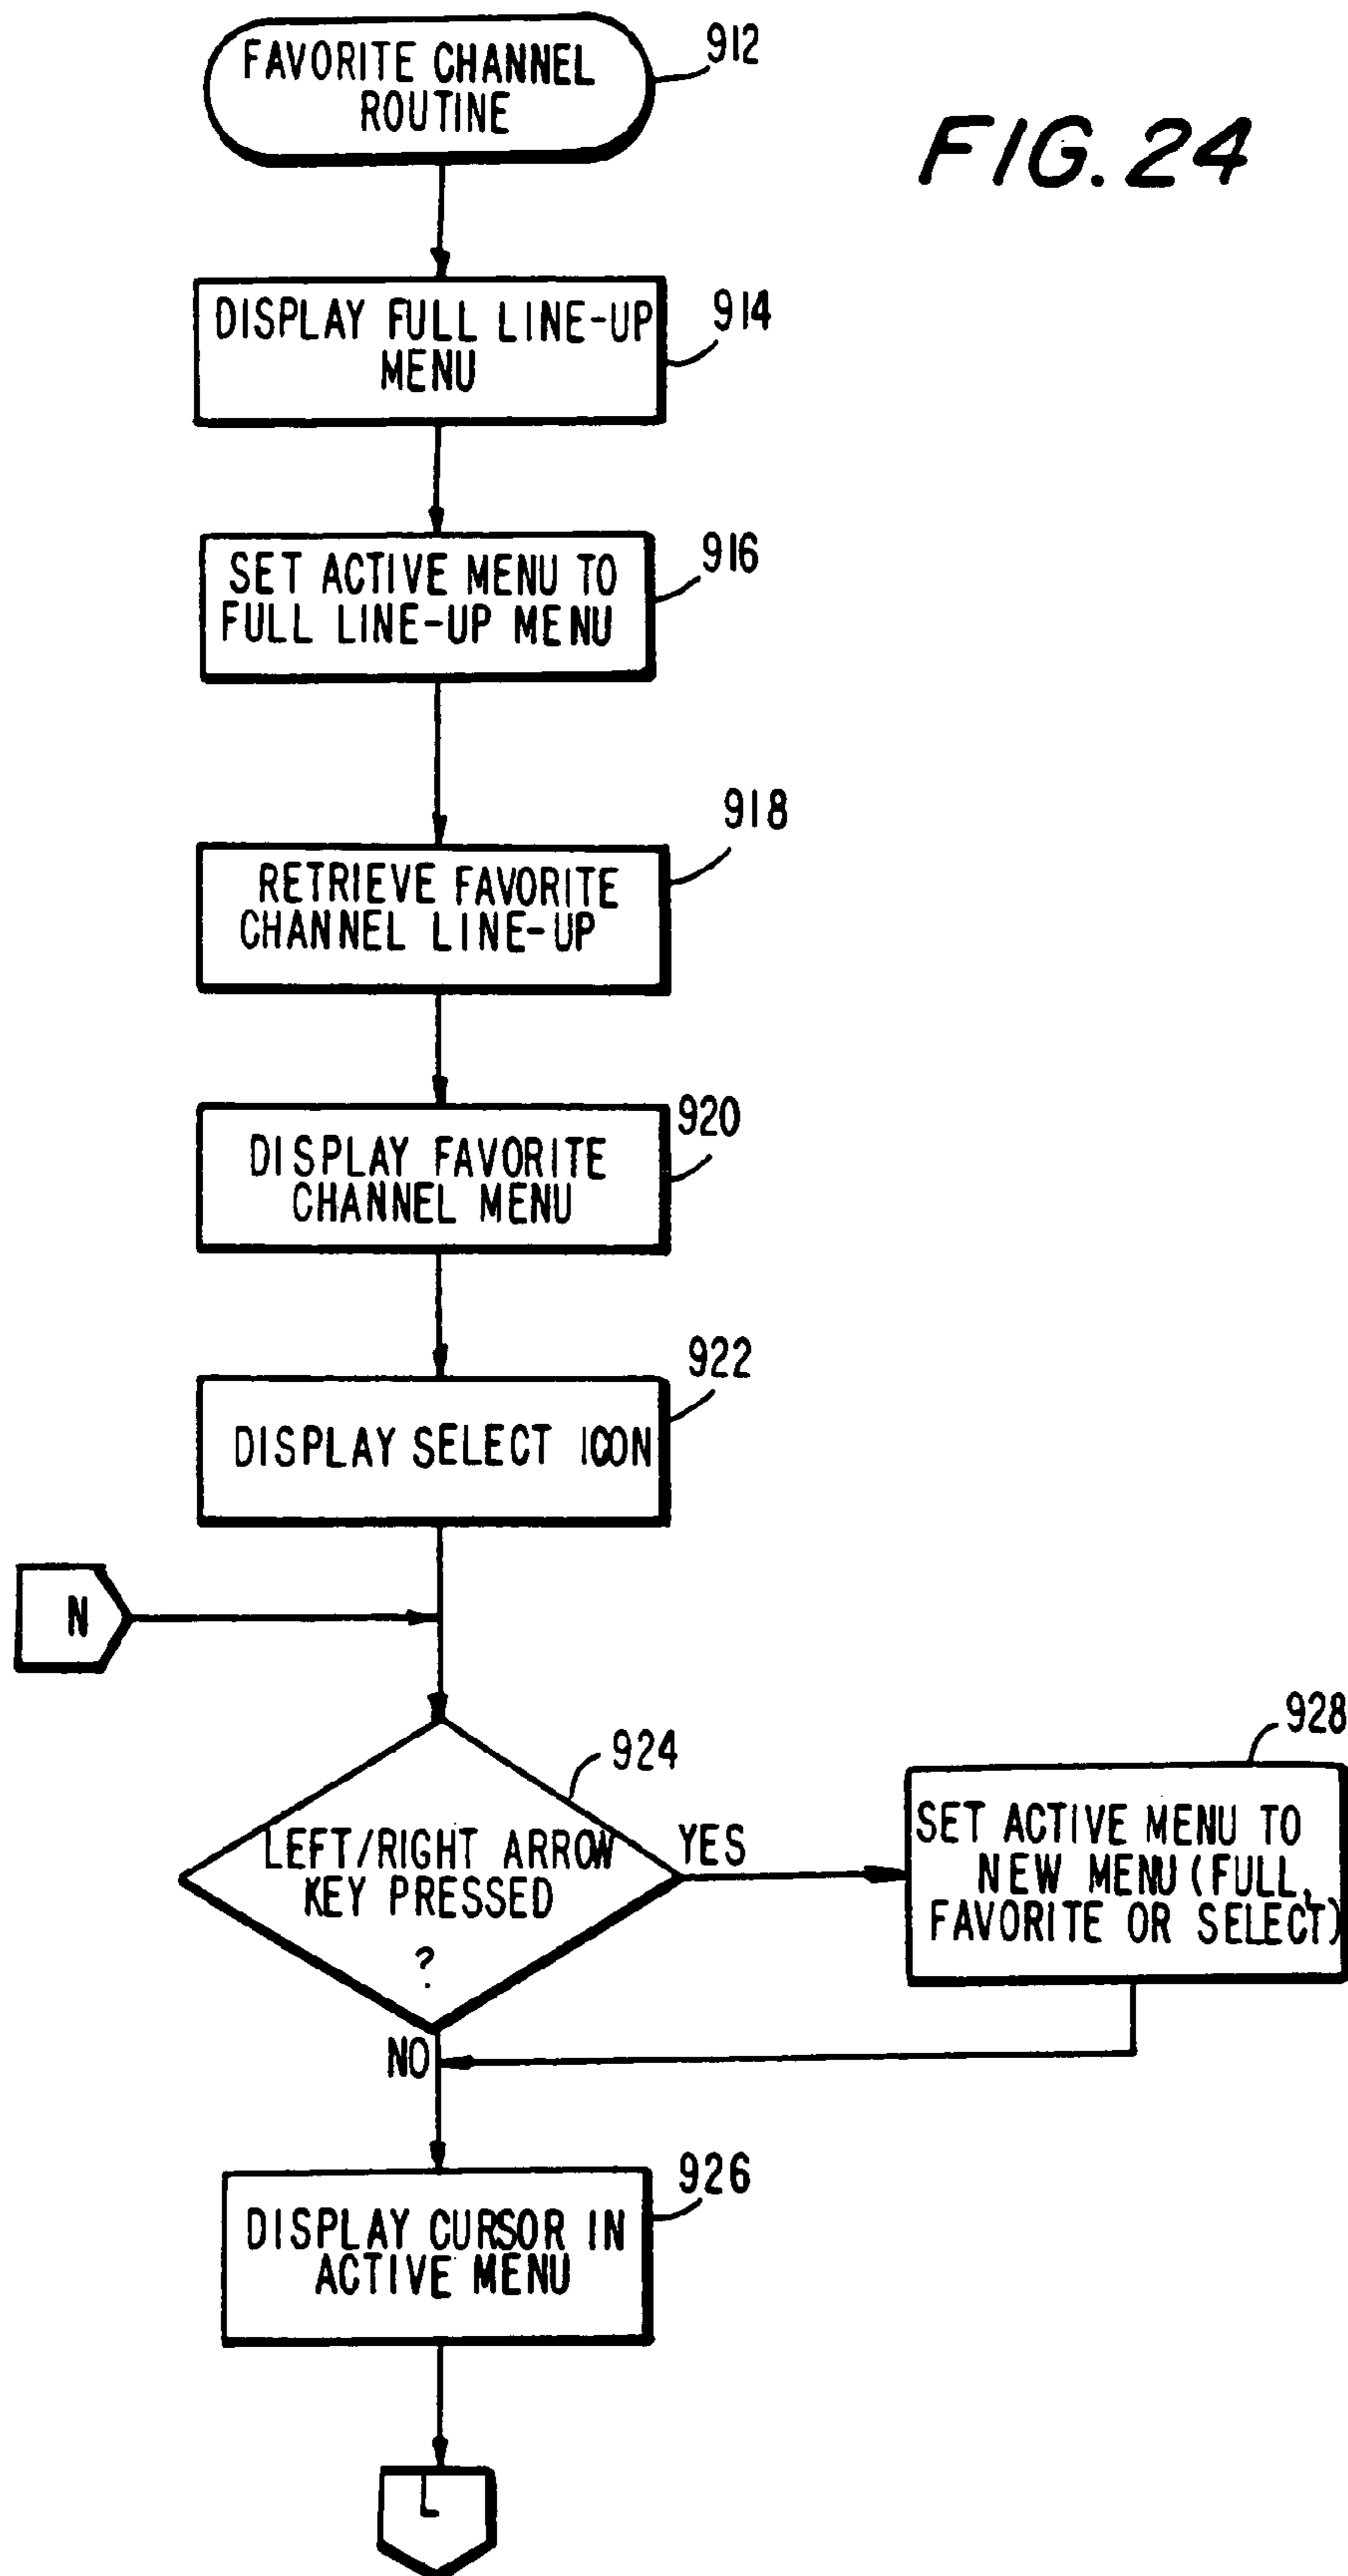 FAVORITE CHANNEL
ROUTINE
912
FIG. 24
DISPLAY FULL LINE-UP
MENU
914
SET ACTIVE MENU TO
FULL LINE-UP MENU
916
RETRIEVE FAVORITE
CHANNEL LINE-UP
918
DISPLAY FAVORITE
CHANNEL MENU
920
DISPLAY SELECT ICON
922
N
LEFT/RIGHT ARROW
KEY PRESSED
?
924
YES
SET ACTIVE MENU TO
NEW MENU (FULL,
FAVORITE OR SELECT)
928
NO
DISPLAY CURSOR IN
ACTIVE MENU
926
L